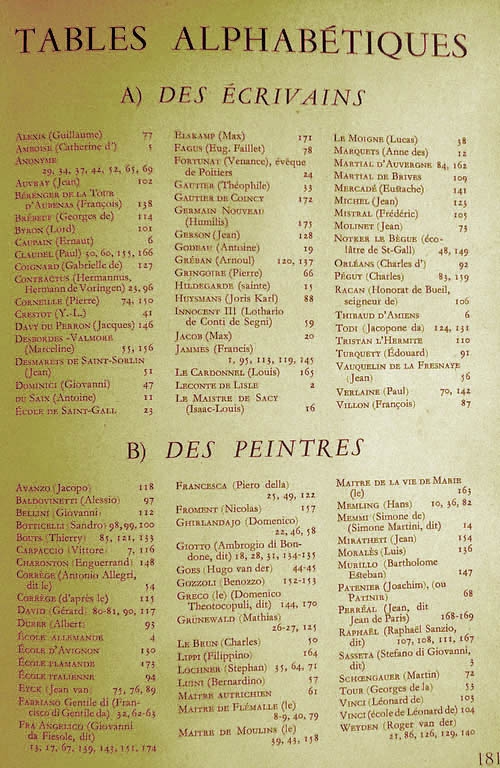 TABLES ALPHABÉTIQUES
A) DES ÉCRIVAINS
ALEXIS (Guillaume) 77
AMBOISE (Catherine d') 5
ANONYME
29, 34, 37, 42, 52, 65, 69
AUVRAY (Jean) 102
BÉRENGER DE LA TOUR
D'AUBENAS (François) 138
BRÉBEUF (Georges de) 114
BYRON (Lord) 101
CAUPAIN (Ernaut) 6
CLAUDEL (Paul) 50, 60, 155, 166
COIGNARD (Gabrielle de) 127
CONTRACTUS (Hermannus,
Hermann de Voringen) 23, 96
CORNEILLE (Pierre) 74, 150
CRESTOT (Y.-L.) 41
DAVY DU PERRON (Jacques) 146
DESBORDES-VALMORE
(Marceline) 55, 156
DESMARETS DE SAINT-SORLIN
(Jean) 51
DOMINICI (Giovanni) 47
DU SAIX (Antoine) 11
ÉCOLE DE SAINT-GALL 23
ELSKAMP (Max) 171
FAGUS (Eug. Faillet) 78
FORTUNAT (Venance), évêque
de Poitiers 24
GAUTIER (Théophile) 33
GAUTIER DE COINCY 172
GERMAIN NOUVEAU
(Humilis) 175
GERSON (Jean) 128
GODEAU (Antoine) 19
GRÉBAN (Arnoul) 120, 137
GRINGOIRE (Pierre) 66
HILDEGARDE (sainte) 15
HUYSMANS (Joris Karl) 88
INNOCENT III (Lothario
de Conti de Segni) 59
JACOB (Max) 20
JAMMES (Francis)
1, 95, 113, 119, 145
LE CARDONNEL (Louis) 165
LECONTE DE LISLE 2
LE MAISTRE DE SACY
(Isaac-Louis) 16
LE MOIGNE (Lucas) 38
MARQUETS (Anne des) 12
MARTIAL D'AUVERGNE 84, 162
MARTIAL DE BRIVES 109
MERCADÉ (Eustache) 141
MICHEL (Jean) 123
MISTRAL (Frédéric) 105
MOLINET (Jean) 73
NOTKER LE BÈGUE (éco-
lâtre de St-Gall) 48, 149
ORLÉANS (Charles d') 92
PÉGUY (Charles) 83, 159
RACAN (Honorat de Bueil,
seigneur de) 106
THIBAUD D'AMIENS 6
TODI (Jacopone da) 124, 131
TRISTAN L'HERMITE 110
TURQUETY (Édouard) 91
VAUQUELIN DE LA FRESNAYE
(Jean) 56
VERLAINE (Paul) 70, 142
VILLON (François) 87
B) DES PEINTRES
AVANZO (Jacopo) 118
BALDOVINETTI (Alessio) 97
BELLINI (Giovanni) 112
BOTTICELLI (Sandro) 98, 99, 100
BOUTS (Thierry) 85, 121, 133
CARPACCIO (Vittore) 7, 116
CHARONTON (Enguerrand) 148
CORRÈGE (Antonio Allegri,
dit le) 54
CORRÈGE (d'après le) 125
DAVID (Gérard) 80-81, 90, 117
DURER (Albert) 93
ÉCOLE ALLEMANDE 4
ÉCOLE D'AVIGNON 130
ÉCOLE FLAMANDE 173
ÉCOLE ITALIENNE 94
EYCK (Jean van) 75, 76, 89
FABRIANO Gentile di (Fran-
cisco di Gentile da) 32, 62-63
FRA ANGELICO (Giovanni
da Fiesole, dit)
13, 17, 67, 139, 143, 151, 174
FRANCESCA (Piero della)
25, 49, 122
FROMENT (Nicolas) 157
GHIRLANDAJO (Domenico)
22, 46, 58
GIOTTO (Ambrogio di Bon-
done, dit) 18, 28, 31, 134-135
GOES (Hugo van der) 44-45
GOZZOLI (Benozzo) 152-153
GRECO (le) (Domenico
Theotocopuli, dit) 144, 170
GRÜNEWALD (Mathias)
26-27, 125
LE BRUN (Charles) 50
LIPPI (Filippino) 164
LOCHNER (Stephan) 35, 64, 71
LUINI (Bernardino) 57
MAITRE AUTRICHIEN 61
MAITRE DE FLÉMALLE (le)
8-9, 40, 79
MAITRE DE MOULINS (le)
39, 43, 158
MAITRE DE LA VIE DE MARIE
(le) 163
MEMLING (Hans) 10, 36, 82
MEMMI (Simone de)
(Simone Martini, dit) 14
MIRATHETI (Jean) 154
MORALÈS (Luis) 136
MURILLO (Bartholome
Esteban) 147
PATENIER (Joachim), (ou
PATINIR) 68
PERRÉAL (Jean, dit
Jean de Paris) 168-169
RAPHAËL (Raphaël Sanzio,
dit) 107, 108, 111, 167
SASSETA (Stefano di Giovanni,
dit) 3
SCHŒNGAUER (Martin) 72
TOUR (Georges de la) 53
VINCI (Léonard de) 103
VINCI (école de Léonard de) 104
WEYDEN (Roger van der)
21, 86, 126, 129, 140
181